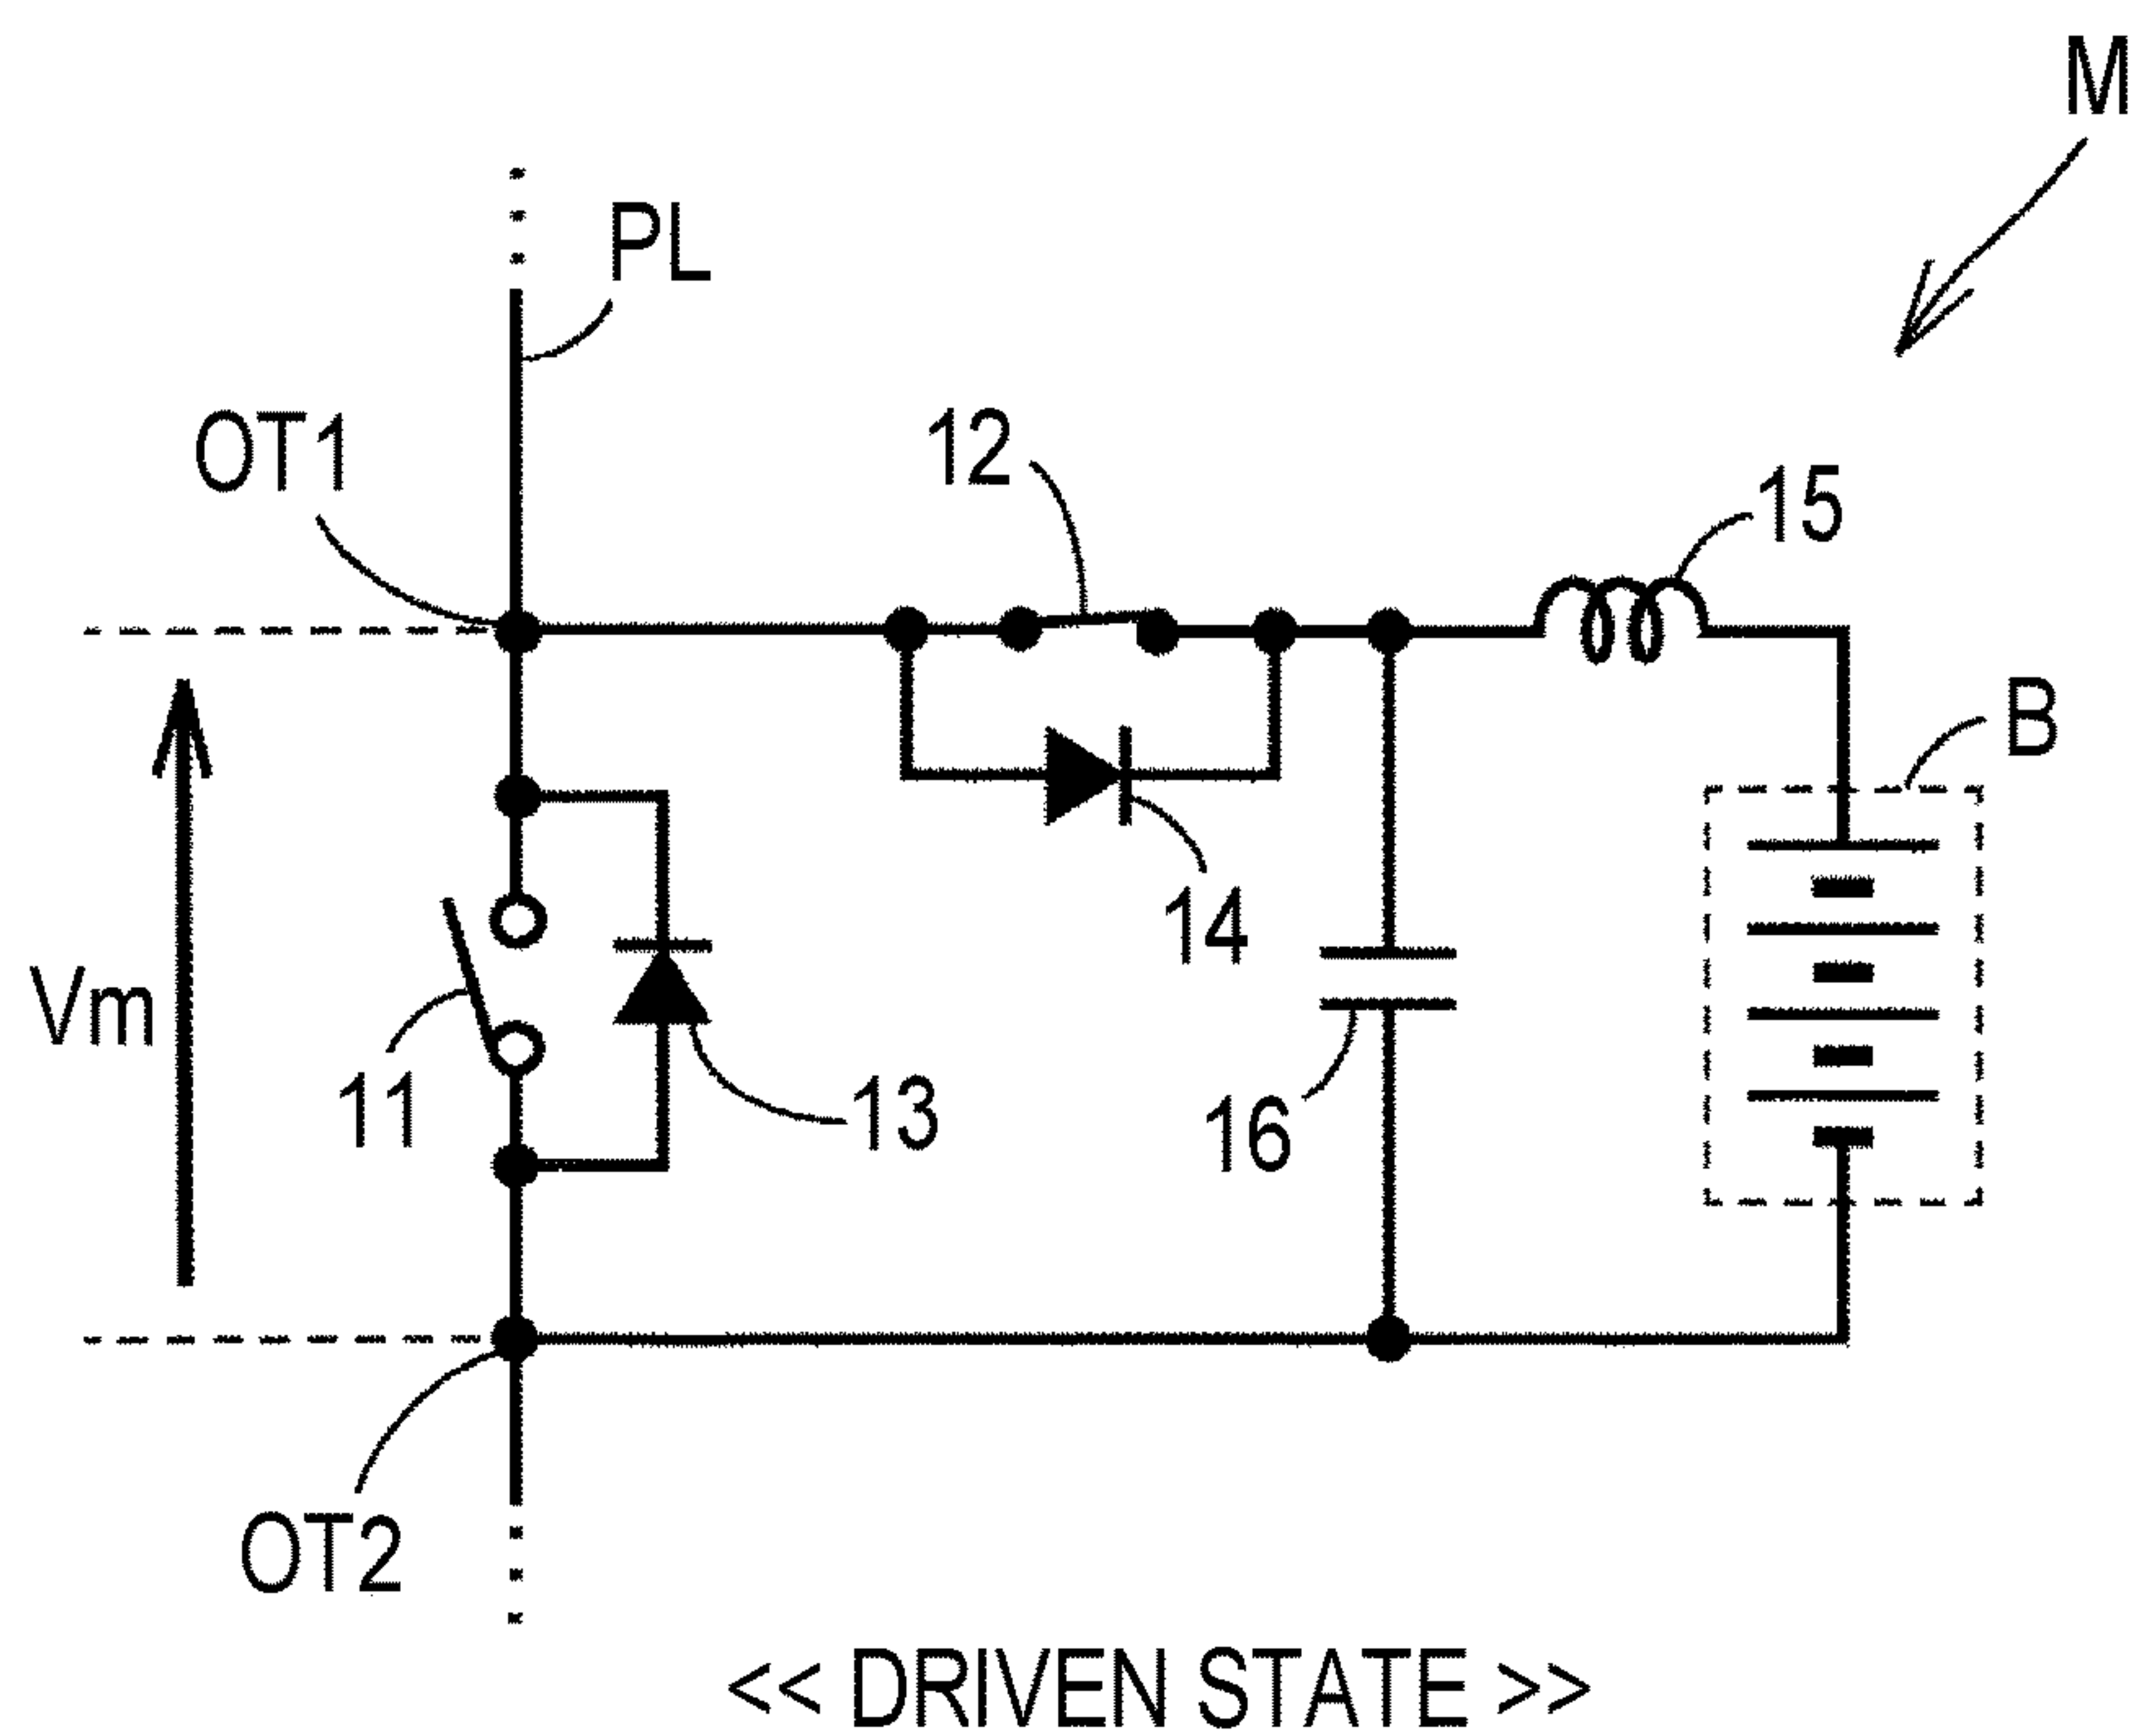 M
PL
OT1
12
15
B
14
Vm
11
13
16
OT2
<< DRIVEN STATE >>